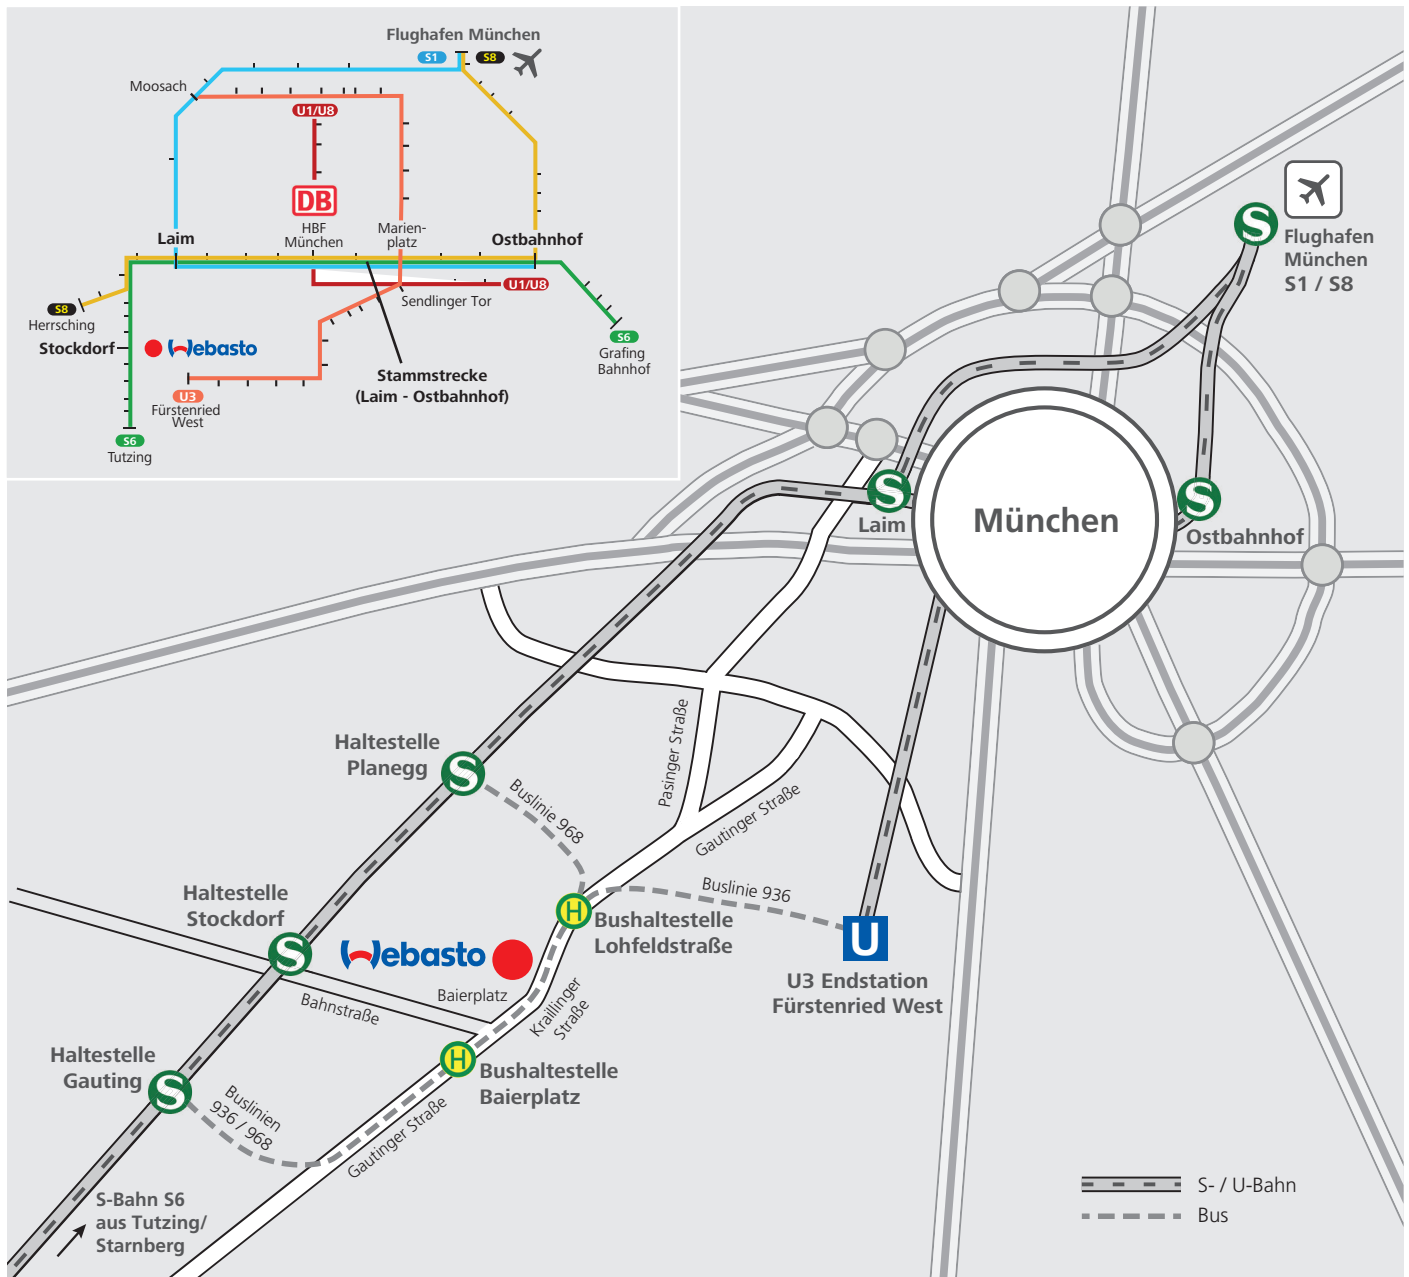 Flughafen München
S1
S8
Moosach
U1/U8
DB
HBF
München
Marien-
platz
Laim
Ostbahnhof
U1/U8
Sendlinger Tor
S8
Herrsching
Stockdorf
Webasto
S6
Grafing
Bahnhof
Stammstrecke
(Laim - Ostbahnhof)
U3
Fürstenried
West
S6
Tutzing
S
Flughafen
München
S1 / S8
S
Laim
München
S
Ostbahnhof
Haltestelle
Planegg
S
Buslinie 968
Pasinger Straße
Gautinger Straße
Haltestelle
Stockdorf
S
Buslinie 936
H
Bushaltestelle
Lohfeldstraße
U
U3 Endstation
Fürstenried West
Webasto
Baierplatz
Bahnstraße
Kraillinger
Straße
Haltestelle
Gauting
S
H
Bushaltestelle
Baierplatz
Buslinien
936 / 968
Gautinger Straße
S-Bahn S6
aus Tutzing/
Starnberg
S- / U-Bahn
Bus